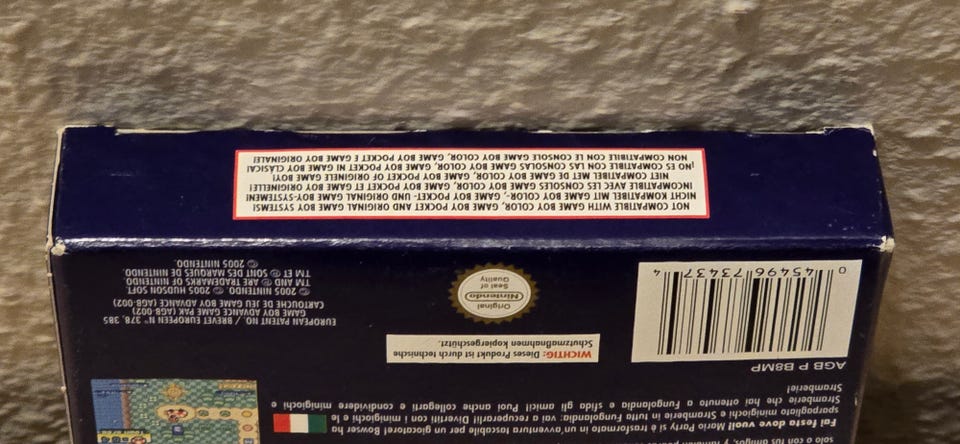 Fai festa dove vuoi! Mario Party si è trasformato in un'avventura tascabile per un giocatore! Bowser ha
sparpagliato minigiochi e Stramberie in tutta Fungolandia: vai a recuperarli! Divertiti con i minigiochi e le
Stramberie che hai ottenuto a Fungolandia e sfida gli amici! Puoi anche collegarti e condividere minigiochi e
Stramberie!
AGB P B8MP
0 45496 73437 4
WICHTIG: Dieses Produkt ist durch technische
Schutzmaßnahmen kopiergeschützt.
Original
Nintendo
Seal of
Quality
EUROPEAN PATENT NO. / BREVET EUROPEEN N° 378, 385
GAME BOY ADVANCE GAME PAK (AGB-002)
CARTOUCHE DE JEU GAME BOY ADVANCE (AGB-002)
© 2005 NINTENDO. © 2005 HUDSON SOFT.
TM AND ® ARE TRADEMARKS OF NINTENDO.
TM ET ® SONT DES MARQUES DE NINTENDO.
© 2005 NINTENDO.
NOT COMPATIBLE WITH GAME BOY COLOR, GAME BOY POCKET AND ORIGINAL GAME BOY SYSTEMS!
NICHT KOMPATIBEL MIT GAME BOY COLOR-, GAME BOY POCKET- UND ORIGINAL GAME BOY-SYSTEMEN!
INCOMPATIBLE AVEC LES CONSOLES GAME BOY COLOR, GAME BOY POCKET ET GAME BOY ORIGINELLE!
NIET COMPATIBEL MET DE GAME BOY COLOR, GAME BOY POCKET OF ORIGINELE GAME BOY!
¡NO ES COMPATIBLE CON LAS CONSOLAS GAME BOY COLOR, GAME BOY POCKET NI GAME BOY CLÁSICA!
NON COMPATIBILE CON LE CONSOLE GAME BOY COLOR, GAME BOY POCKET E GAME BOY ORIGINALE!